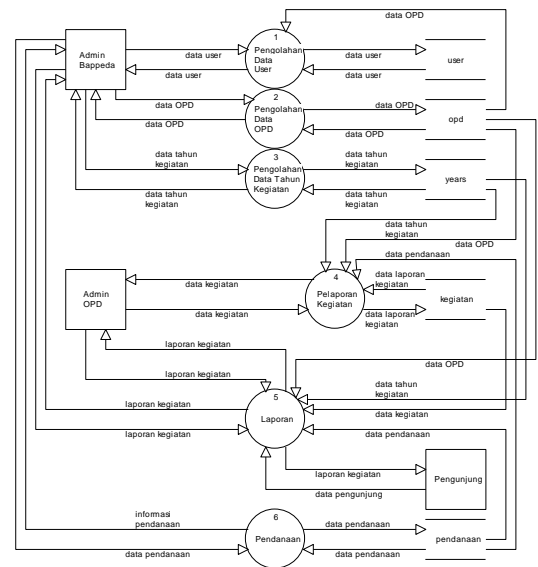 data OPD
1
Admin
Bappeda
data user
Pengolahan
Data
User
data user
user
data user
data user
2
data OPD
Pengolahan
Data
OPD
data OPD
opd
data OPD
data OPD
3
data tahun
kegiatan
Pengolahan
Data Tahun
Kegiatan
data tahun
kegiatan
years
data tahun
kegiatan
data tahun
kegiatan
data tahun
kegiatan
data OPD
data pendanaan
4
Admin
OPD
data kegiatan
Pelaporan
Kegiatan
data laporan
kegiatan
kegiatan
data kegiatan
data laporan
kegiatan
laporan kegiatan
data OPD
laporan kegiatan
data tahun
kegiatan
5
laporan kegiatan
Laporan
data kegiatan
laporan kegiatan
data pendanaan
laporan kegiatan
Pengunjung
data pengunjung
informasi
pendanaan
6
Pendanaan
data pendanaan
pendanaan
data pendanaan
data pendanaan